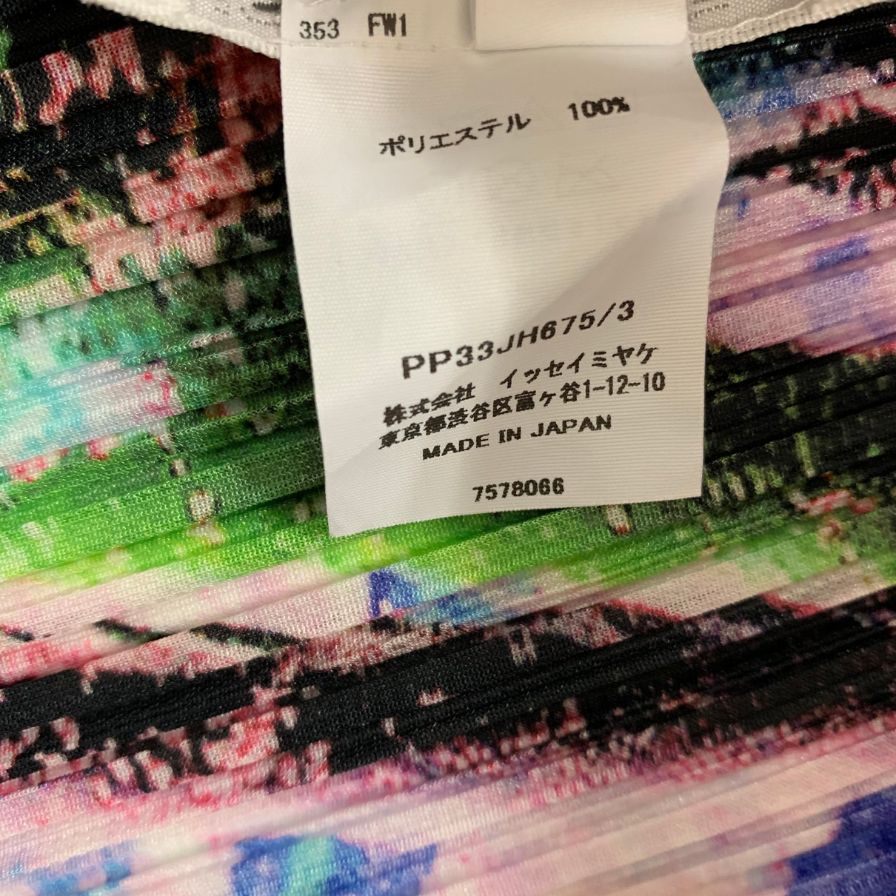 353 FW1
ポリエステル 100%
PP33JH675/3
株式会社 イッセイミヤケ
東京都渋谷区富ヶ谷1-12-10
MADE IN JAPAN
7578066